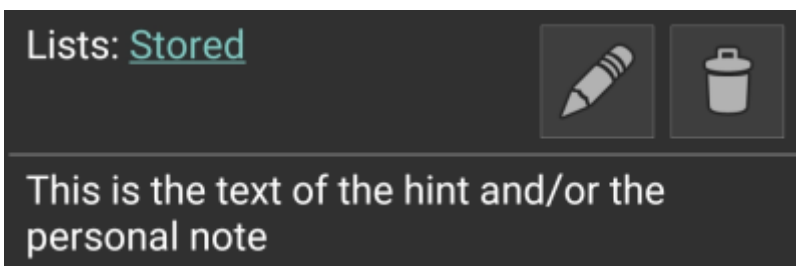 Lists: Stored
This is the text of the hint and/or the
personal note